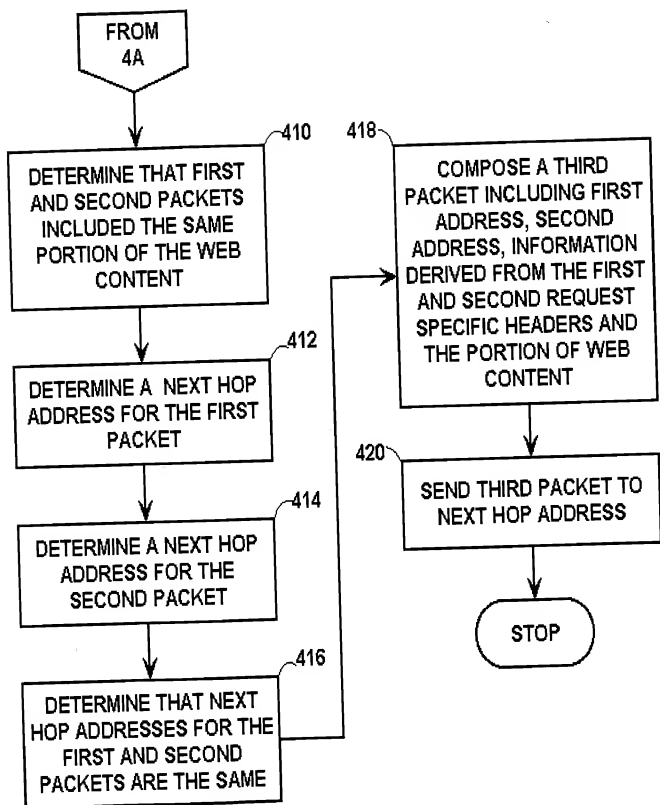 FROM
4A
410
DETERMINE THAT FIRST
AND SECOND PACKETS
INCLUDED THE SAME
PORTION OF THE WEB
CONTENT
412
DETERMINE A NEXT HOP
ADDRESS FOR THE FIRST
PACKET
414
DETERMINE A NEXT HOP
ADDRESS FOR THE
SECOND PACKET
416
DETERMINE THAT NEXT
HOP ADDRESSES FOR THE
FIRST AND SECOND
PACKETS ARE THE SAME
418
COMPOSE A THIRD
PACKET INCLUDING FIRST
ADDRESS, SECOND
ADDRESS, INFORMATION
DERIVED FROM THE FIRST
AND SECOND REQUEST
SPECIFIC HEADERS AND
THE PORTION OF WEB
CONTENT
420
SEND THIRD PACKET TO
NEXT HOP ADDRESS
STOP